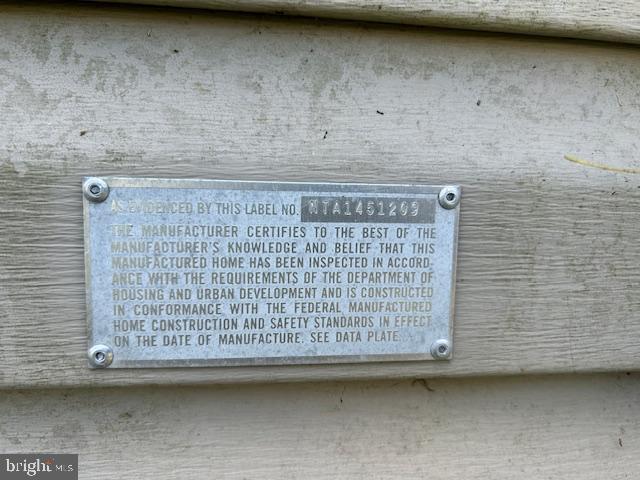 AS EVIDENCED BY THIS LABEL NO. NTA1451209
THE MANUFACTURER CERTIFIES TO THE BEST OF THE
MANUFACTURER'S KNOWLEDGE AND BELIEF THAT THIS
MANUFACTURED HOME HAS BEEN INSPECTED IN ACCORD-
ANCE WITH THE REQUIREMENTS OF THE DEPARTMENT OF
HOUSING AND URBAN DEVELOPMENT AND IS CONSTRUCTED
IN CONFORMANCE WITH THE FEDERAL MANUFACTURED
HOME CONSTRUCTION AND SAFETY STANDARDS IN EFFECT
ON THE DATE OF MANUFACTURE. SEE DATA PLATE.
bright MLS